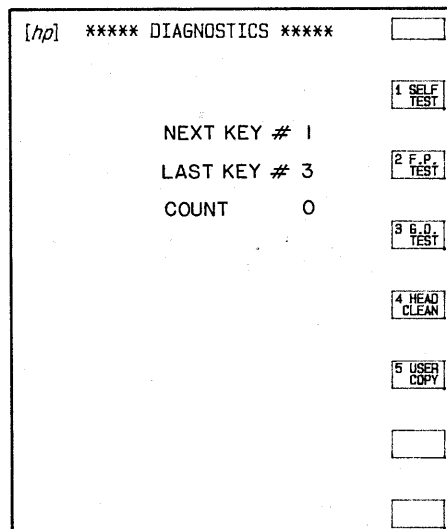 [hp] ***** DIAGNOSTICS *****
1 SELF
TEST
NEXT KEY # 1
2 F.P.
TEST
LAST KEY # 3
COUNT 0
3 G.D.
TEST
4 HEAD
CLEAN
5 USER
COPY